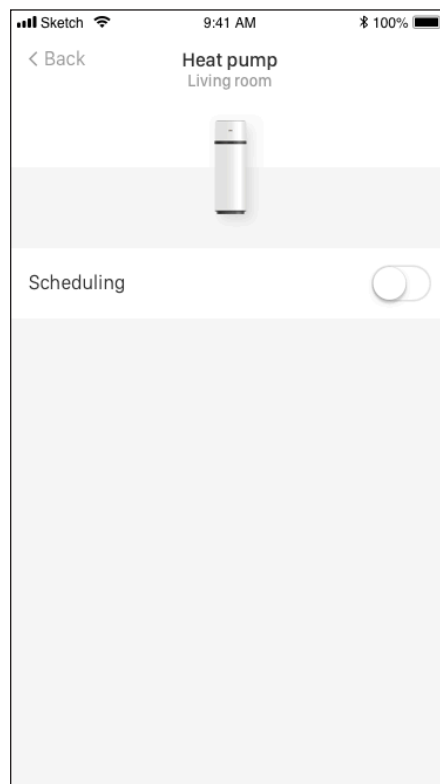 Sketch 9:41 AM 100%
< Back
Heat pump
Living room
Scheduling